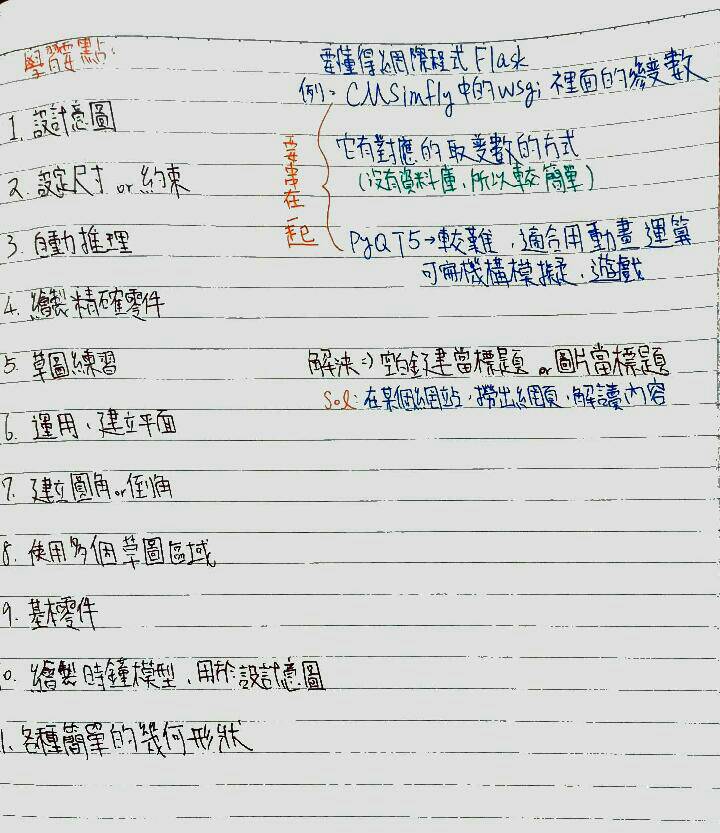 學習要點:
1. 設計意圖
2. 設定尺寸 or 約束
3. 自動推理
4. 繪製精確零件
5. 草圖練習
6. 運用、建立平面
7. 建立圓角 or 倒角
8. 使用多個草圖區域
9. 基本零件
0. 繪製時鐘模型、用於設計意圖
1. 各種簡單的幾何形狀
要懂得網際程式 Flask
例: CMSimfly 中的 wsgi 裡面的變數
要串在一起
它有對應的取變數的方式
(沒有資料庫,所以較簡單)
PyQT5→較難,適合用動畫運算
可用機構模擬、遊戲
解決=) 空白鍵當標題 or 圖片當標題
Sol: 在某個網站,撈出網頁,解讀內容